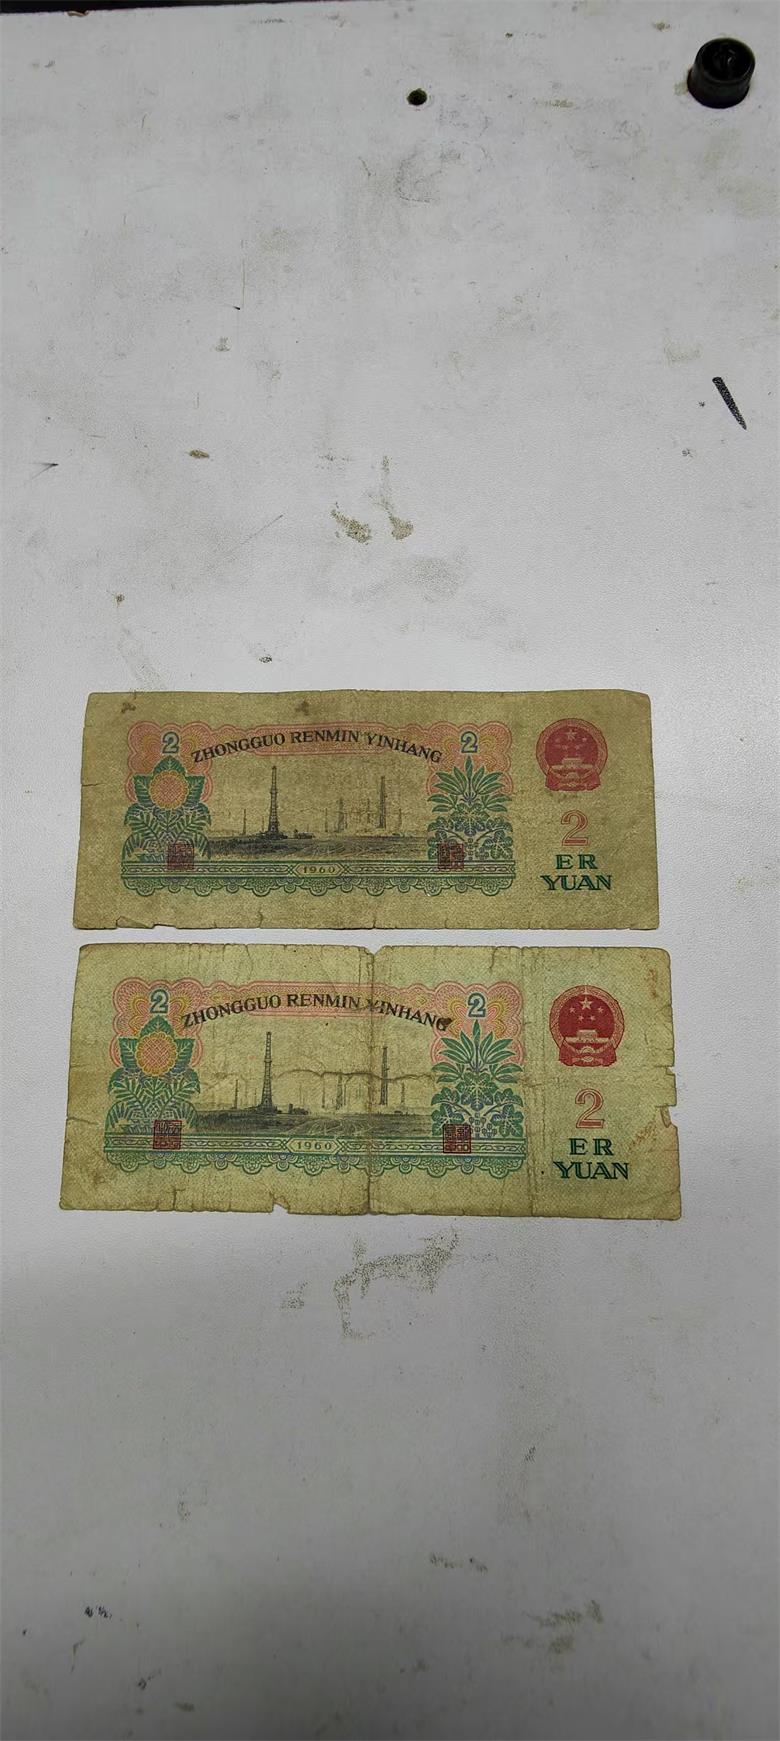 2 ZHONGGUO RENMIN YINHANG 2
2
ER
YUAN
1960
2 ZHONGGUO RENMIN YINHANG 2
2
ER
YUAN
1960